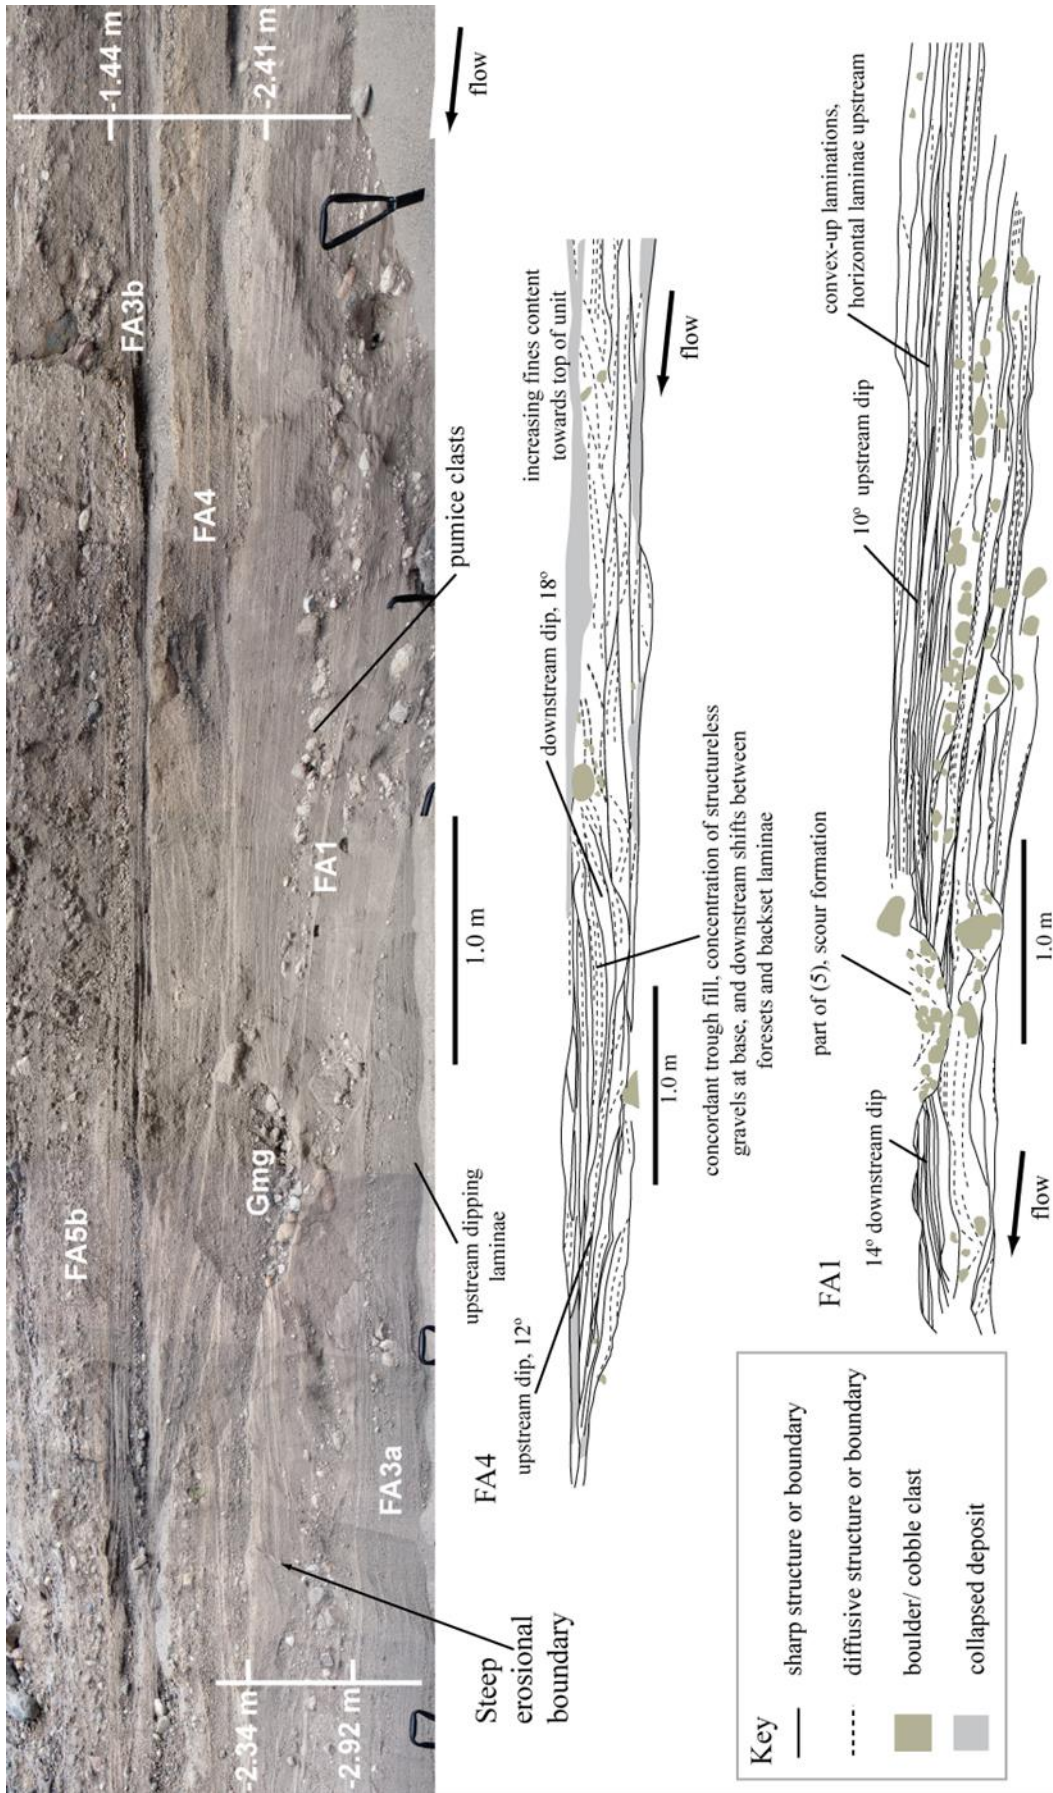 -1.44 m
-2.41 m
FA3b
flow
FA4
pumice clasts
FA1
1.0 m
Gmg
FA5b
upstream dipping
laminae
FA3a
Steep
erosional
boundary
-2.34 m
-2.92 m
FA4
upstream dip, 12°
1.0 m
concordant trough fill, concentration of structureless
gravels at base, and downstream shifts between
foresets and backset laminae
downstream dip, 18°
increasing fines content
towards top of unit
flow
FA1
14° downstream dip
flow
part of (5), scour formation
1.0 m
10° upstream dip
convex-up laminations,
horizontal laminae upstream
Key
sharp structure or boundary
diffusive structure or boundary
boulder/ cobble clast
collapsed deposit